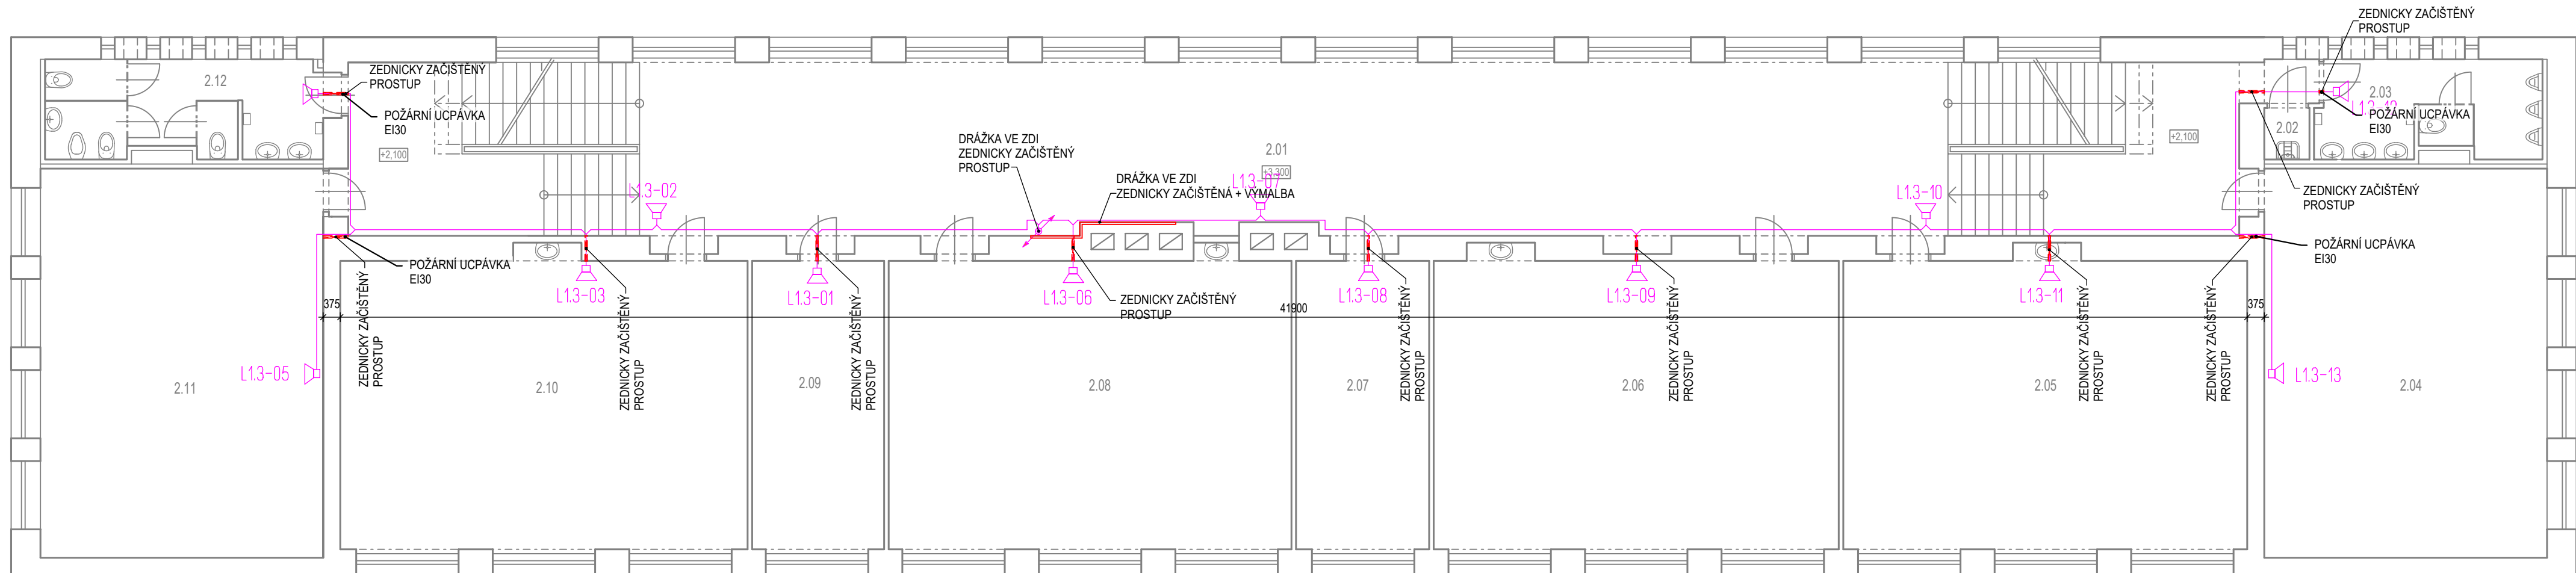 ZEDNICKY ZAČIŠTĚNÝ
PROSTUP
2.12
ZEDNICKY ZAČIŠTĚNÝ
PROSTUP
POŽÁRNÍ UCPÁVKA
EI30
+2,100
DRÁŽKA VE ZDI
ZEDNICKY ZAČIŠTĚNÝ
PROSTUP
2.01
+3,300
DRÁŽKA VE ZDI
ZEDNICKY ZAČIŠTĚNÁ + VÝMALBA
L1.3-07
L1.3-02
L1.3-10
+2,100
2.02
2.03
POŽÁRNÍ UCPÁVKA
EI30
ZEDNICKY ZAČIŠTĚNÝ
PROSTUP
POŽÁRNÍ UCPÁVKA
EI30
POŽÁRNÍ UCPÁVKA
EI30
L1.3-03
L1.3-01
L1.3-06
ZEDNICKY ZAČIŠTĚNÝ
PROSTUP
L1.3-08
L1.3-09
L1.3-11
375
41900
375
ZEDNICKY ZAČIŠTĚNÝ
PROSTUP
ZEDNICKY ZAČIŠTĚNÝ
PROSTUP
ZEDNICKY ZAČIŠTĚNÝ
PROSTUP
ZEDNICKY ZAČIŠTĚNÝ
PROSTUP
ZEDNICKY ZAČIŠTĚNÝ
PROSTUP
ZEDNICKY ZAČIŠTĚNÝ
PROSTUP
ZEDNICKY ZAČIŠTĚNÝ
PROSTUP
L1.3-05
L1.3-13
2.11
2.10
2.09
2.08
2.07
2.06
2.05
2.04